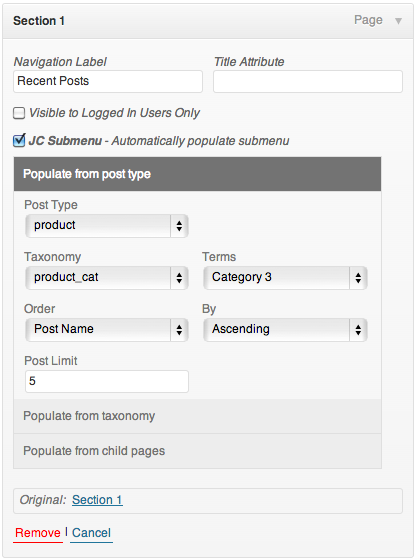 Section 1 Page
Navigation Label Title Attribute
Recent Posts
Visible to Logged In Users Only
JC Submenu - Automatically populate submenu
Populate from post type
Post Type
product
Taxonomy Terms
product_cat Category 3
Order By
Post Name Ascending
Post Limit
5
Populate from taxonomy
Populate from child pages
Original: Section 1
Remove | Cancel